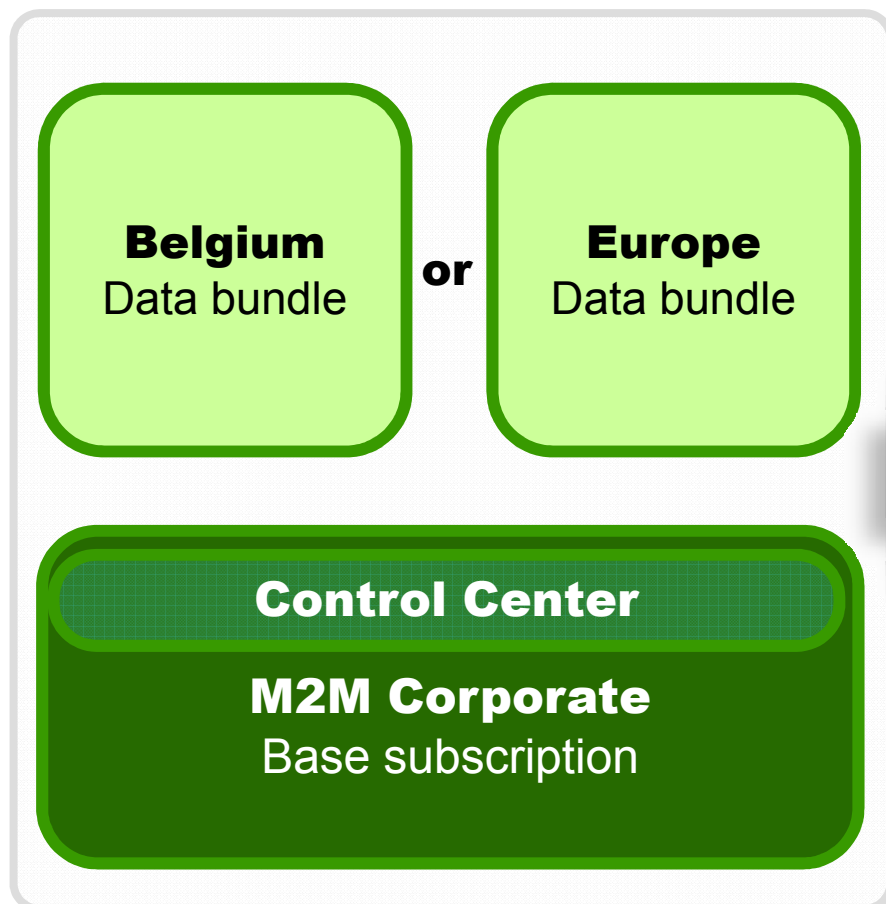 Belgium
Data bundle
or
Europe
Data bundle
Control Center
M2M Corporate
Base subscription